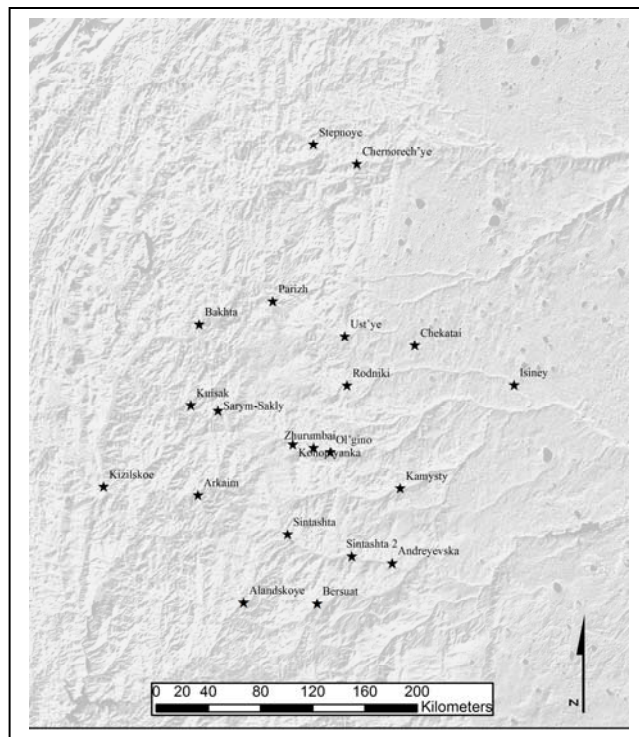 Stepnoye
Chernorech'ye
Parizh
Bakhta
Ust'ye
Chekatai
Rodniki
Isiney
Kuisak
Sarym-Sakly
Zhurumbai
Ol'gino
Konoplyanka
Kizilskoe
Arkaim
Kamysty
Sintashta
Sintashta 2
Andreyevska
Alandskoye
Bersuat
0 20 40 80 120 160 200
Kilometers
N